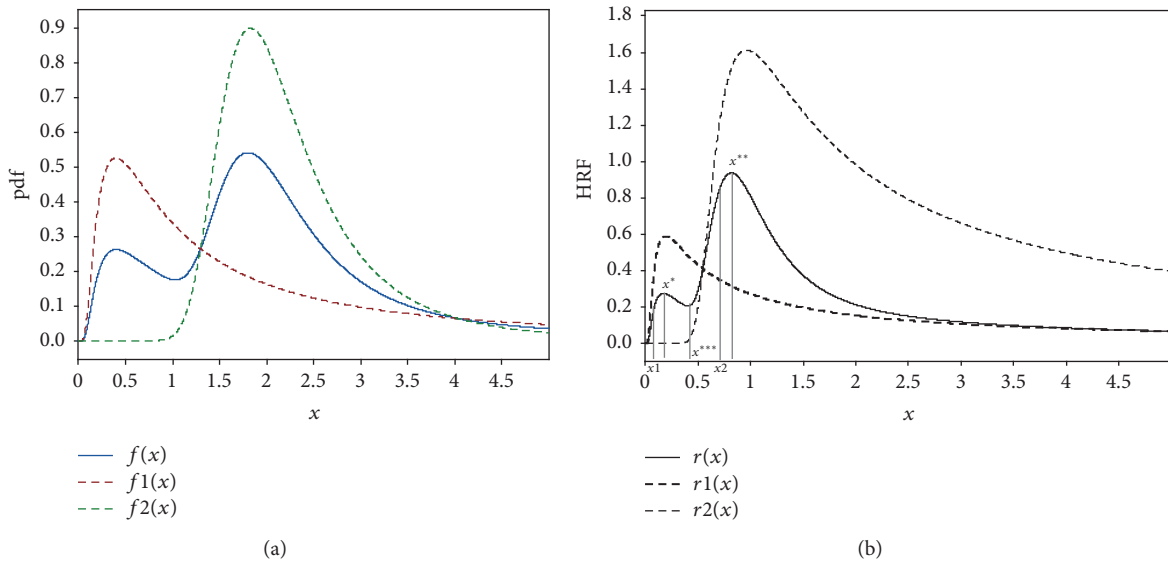 pdf
0.9
0.8
0.7
0.6
0.5
0.4
0.3
0.2
0.1
0.0
0 0.5 1 1.5 2 2.5 3 3.5 4 4.5
x
f(x)
f1(x)
f2(x)
(a)
HRF
1.8
1.6
1.4
1.2
1.0
0.8
0.6
0.4
0.2
0.0
x**
x*
x***
x1 x2
0 0.5 1 1.5 2 2.5 3 3.5 4 4.5
x
r(x)
r1(x)
r2(x)
(b)